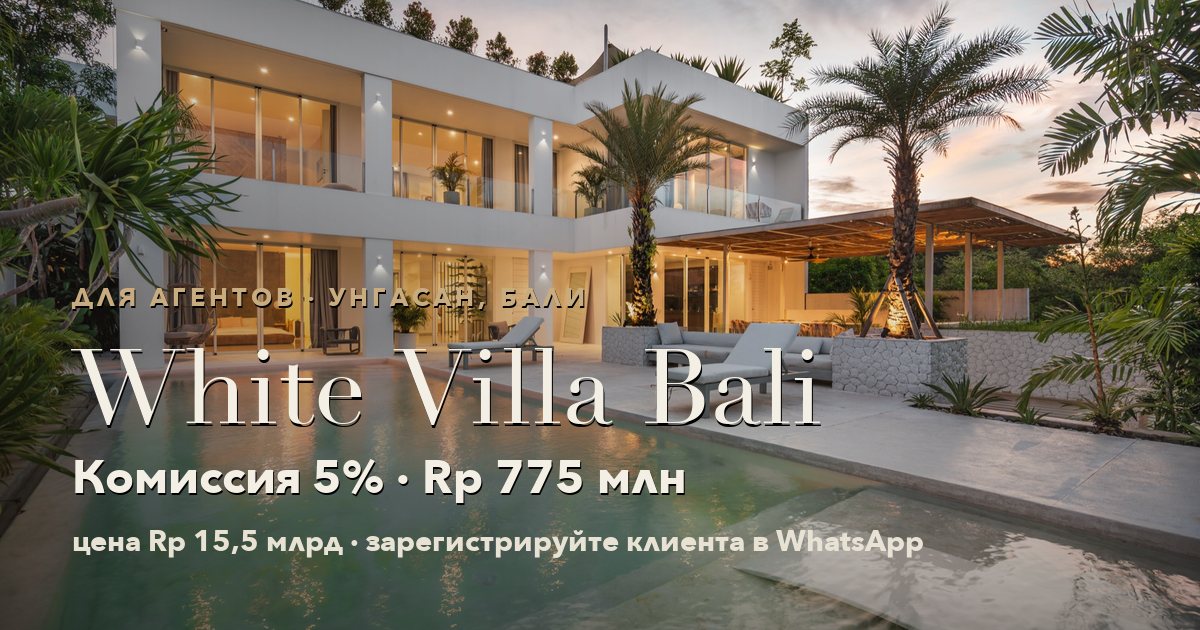 ДЛЯ АГЕНТОВ · УНГАСАН, БАЛИ
White Villa Bali
Комиссия 5% · Rp 775 млн
цена Rp 15,5 млрд · зарегистрируйте клиента в WhatsApp